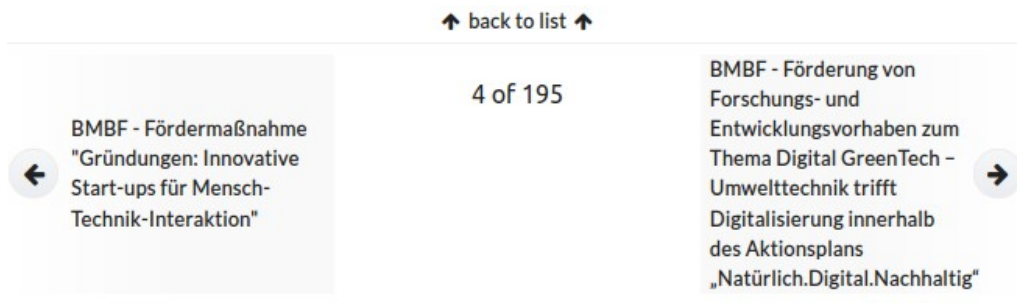 back to list
BMBF - Fördermaßnahme
"Gründungen: Innovative
Start-ups für Mensch-
Technik-Interaktion"
4 of 195
BMBF - Förderung von
Forschungs- und
Entwicklungsvorhaben zum
Thema Digital GreenTech –
Umwelttechnik trifft
Digitalisierung innerhalb
des Aktionsplans
„Natürlich.Digital.Nachhaltig“